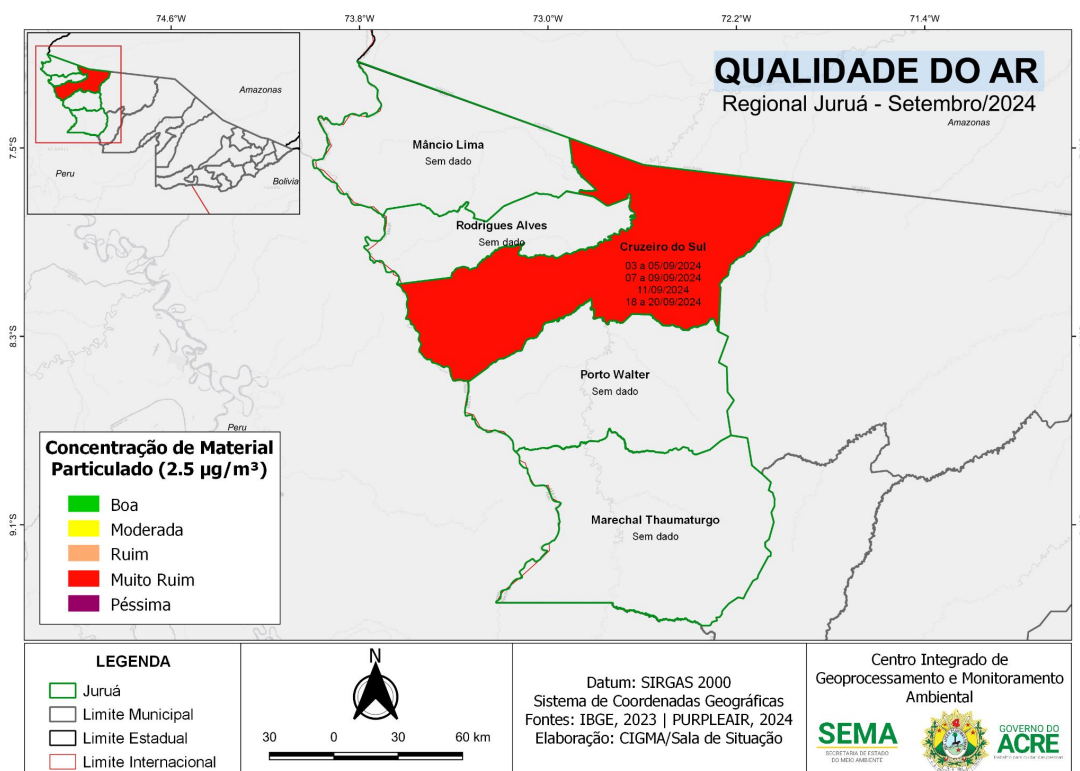 74.6°W
73.8°W
73.0°W
72.2°W
71.4°W
7.5°S
8.3°S
9.1°S
Amazonas
Peru
Bolivia
QUALIDADE DO AR
Regional Juruá - Setembro/2024
Amazonas
Mâncio Lima
Sem dado
Rodrigues Alves
Sem dado
Cruzeiro do Sul
03 a 05/09/2024
07 a 09/09/2024
11/09/2024
18 a 20/09/2024
Porto Walter
Sem dado
Peru
Marechal Thaumaturgo
Sem dado
Concentração de Material
Particulado (2.5 µg/m³)
Boa
Moderada
Ruim
Muito Ruim
Péssima
LEGENDA
Juruá
Limite Municipal
Limite Estadual
Limite Internacional
N
30 0 30 60 km
Datum: SIRGAS 2000
Sistema de Coordenadas Geográficas
Fontes: IBGE, 2023 | PURPLEAIR, 2024
Elaboração: CIGMA/Sala de Situação
Centro Integrado de
Geoprocessamento e Monitoramento
Ambiental
SEMA
SECRETARIA DE ESTADO
DO MEIO AMBIENTE
GOVERNO DO
ACRE